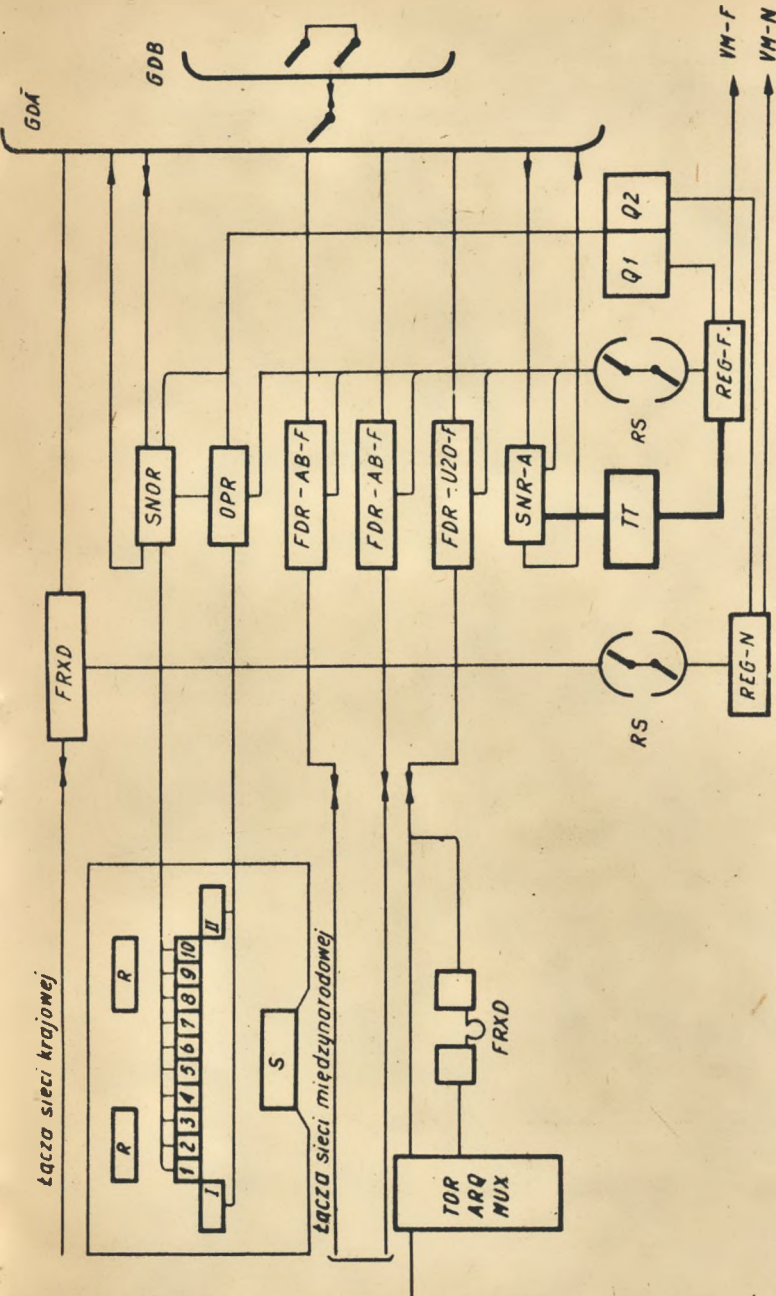 Łącza sieci krajowej
R
R
1 2 3 4 5 6 7 8 9 10
I
II
S
Łącza sieci międzynarodowej
TOR
ARQ
MUX
FRXD
FRXD
SNOR
OPR
FDR-AB-F
FDR-AB-F
FDR-U20-F
SNR-A
TT
RS
REG-N
RS
REG-F.
Q1
Q2
GDA
GDB
VM-F
VM-N